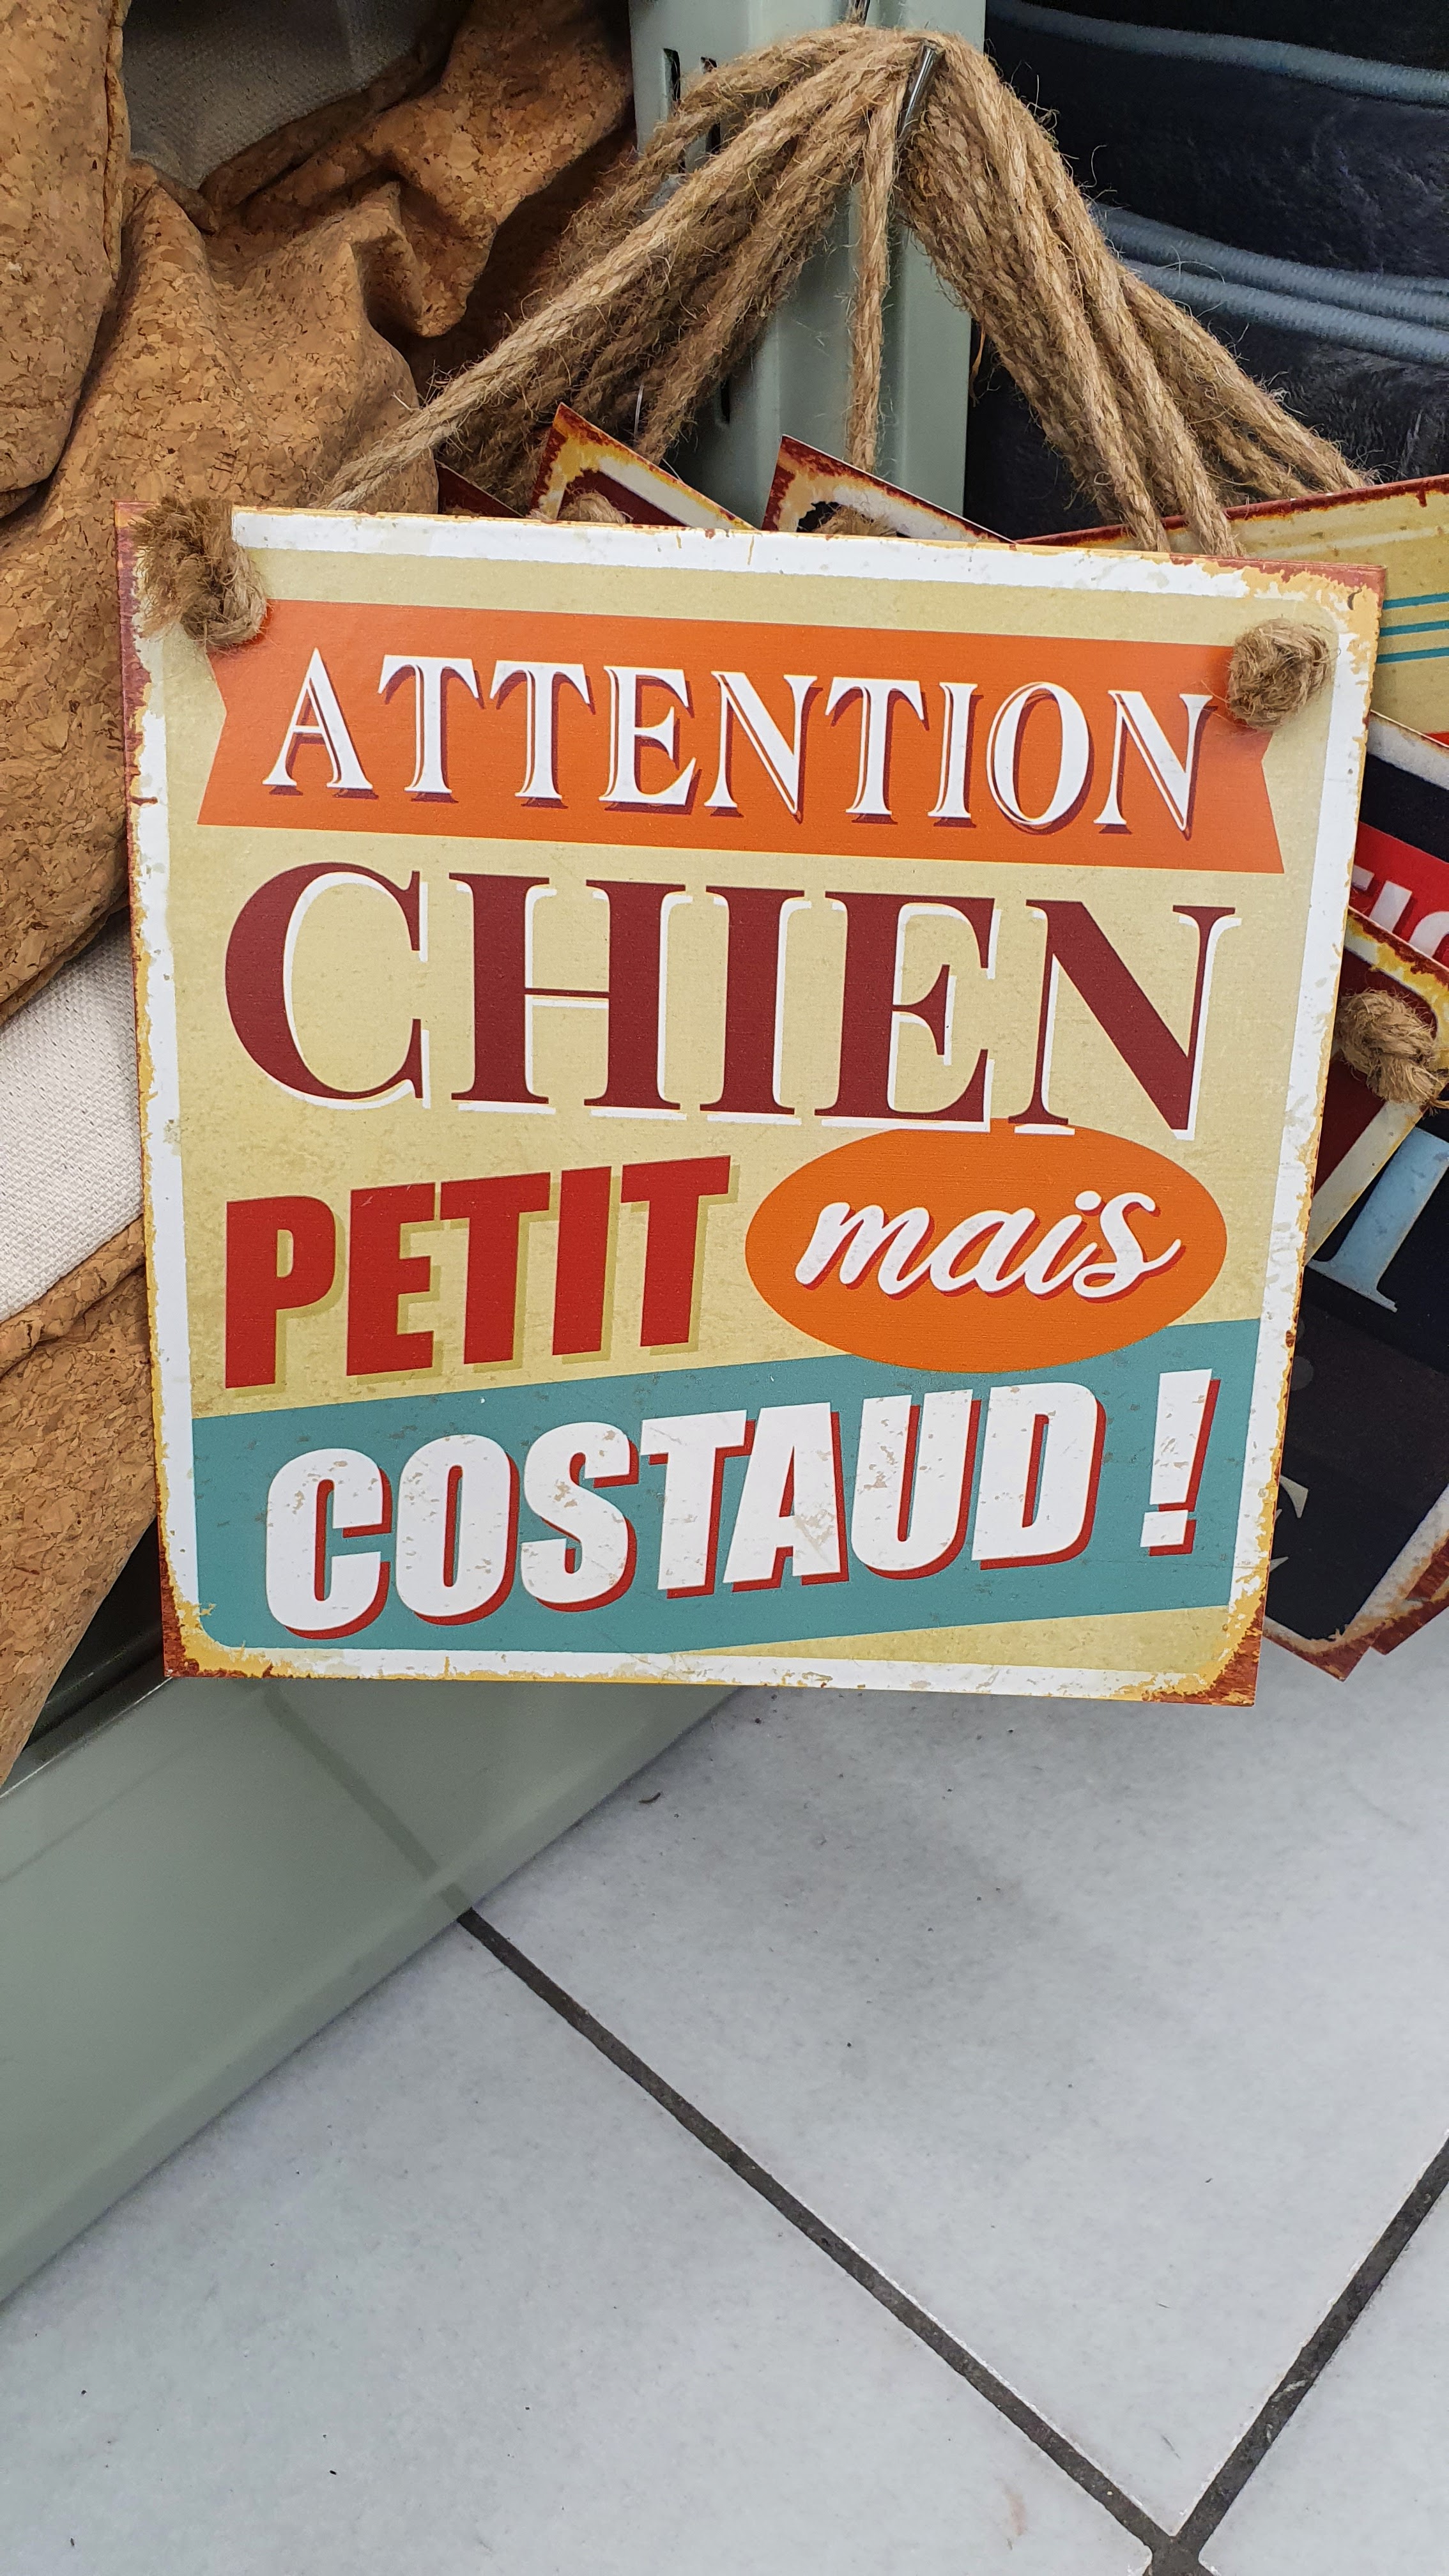 ATTENTION
CHIEN
PETIT mais
COSTAUD !